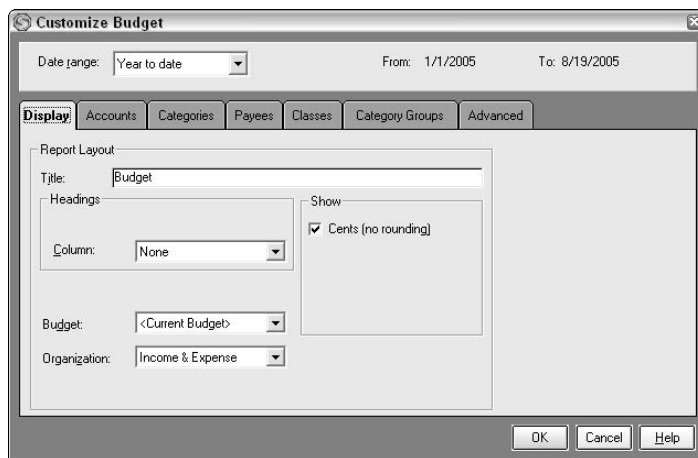 Customize Budget
Date range: Year to date From: 1/1/2005 To: 8/19/2005
Display Accounts Categories Payees Classes Category Groups Advanced
Report Layout
Title: Budget
Headings Show
Cents (no rounding)
Column: None
Budget: <Current Budget>
Organization: Income & Expense
OK Cancel Help